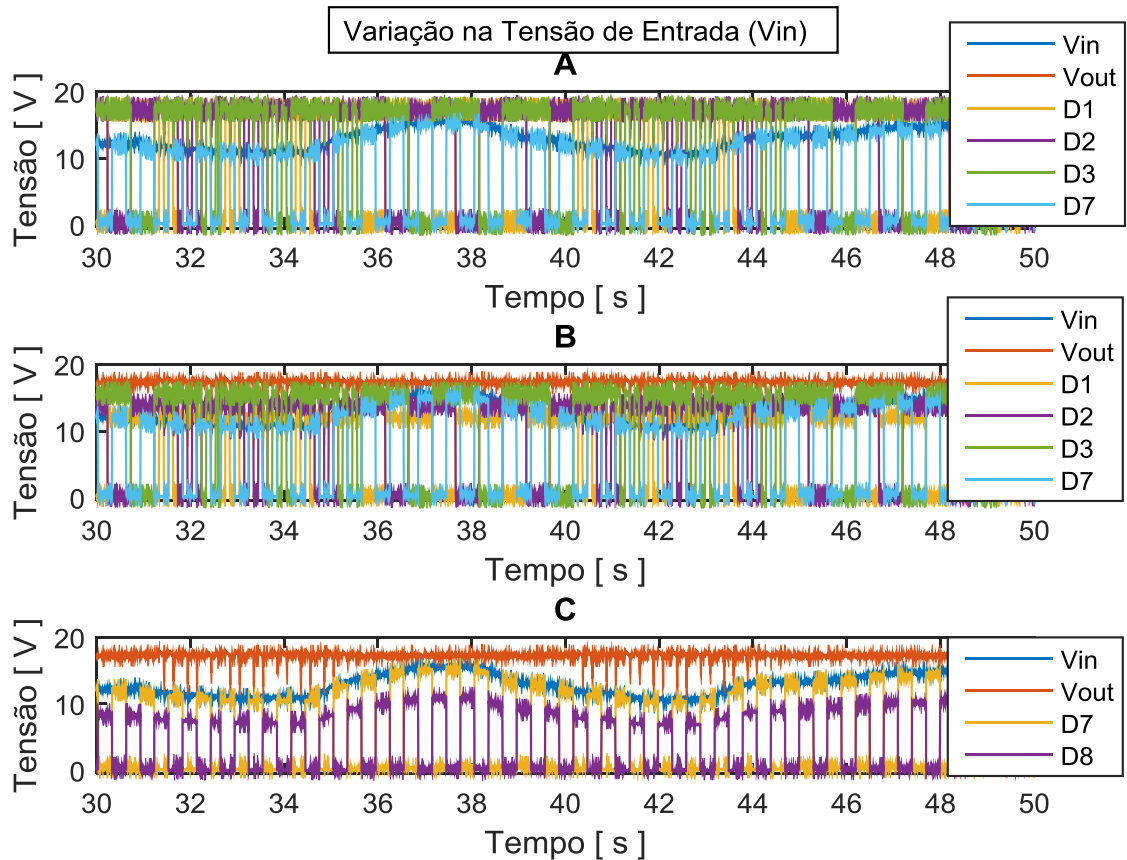 Variação na Tensão de Entrada (Vin)
A
Tensão [ V ]
20
10
0
30 32 34 36 38 40 42 44 46 48 50
Tempo [ s ]
Vin
Vout
D1
D2
D3
D7
B
Tensão [ V ]
20
10
0
30 32 34 36 38 40 42 44 46 48 50
Tempo [ s ]
Vin
Vout
D1
D2
D3
D7
C
Tensão [ V ]
20
10
0
30 32 34 36 38 40 42 44 46 48 50
Tempo [ s ]
Vin
Vout
D7
D8